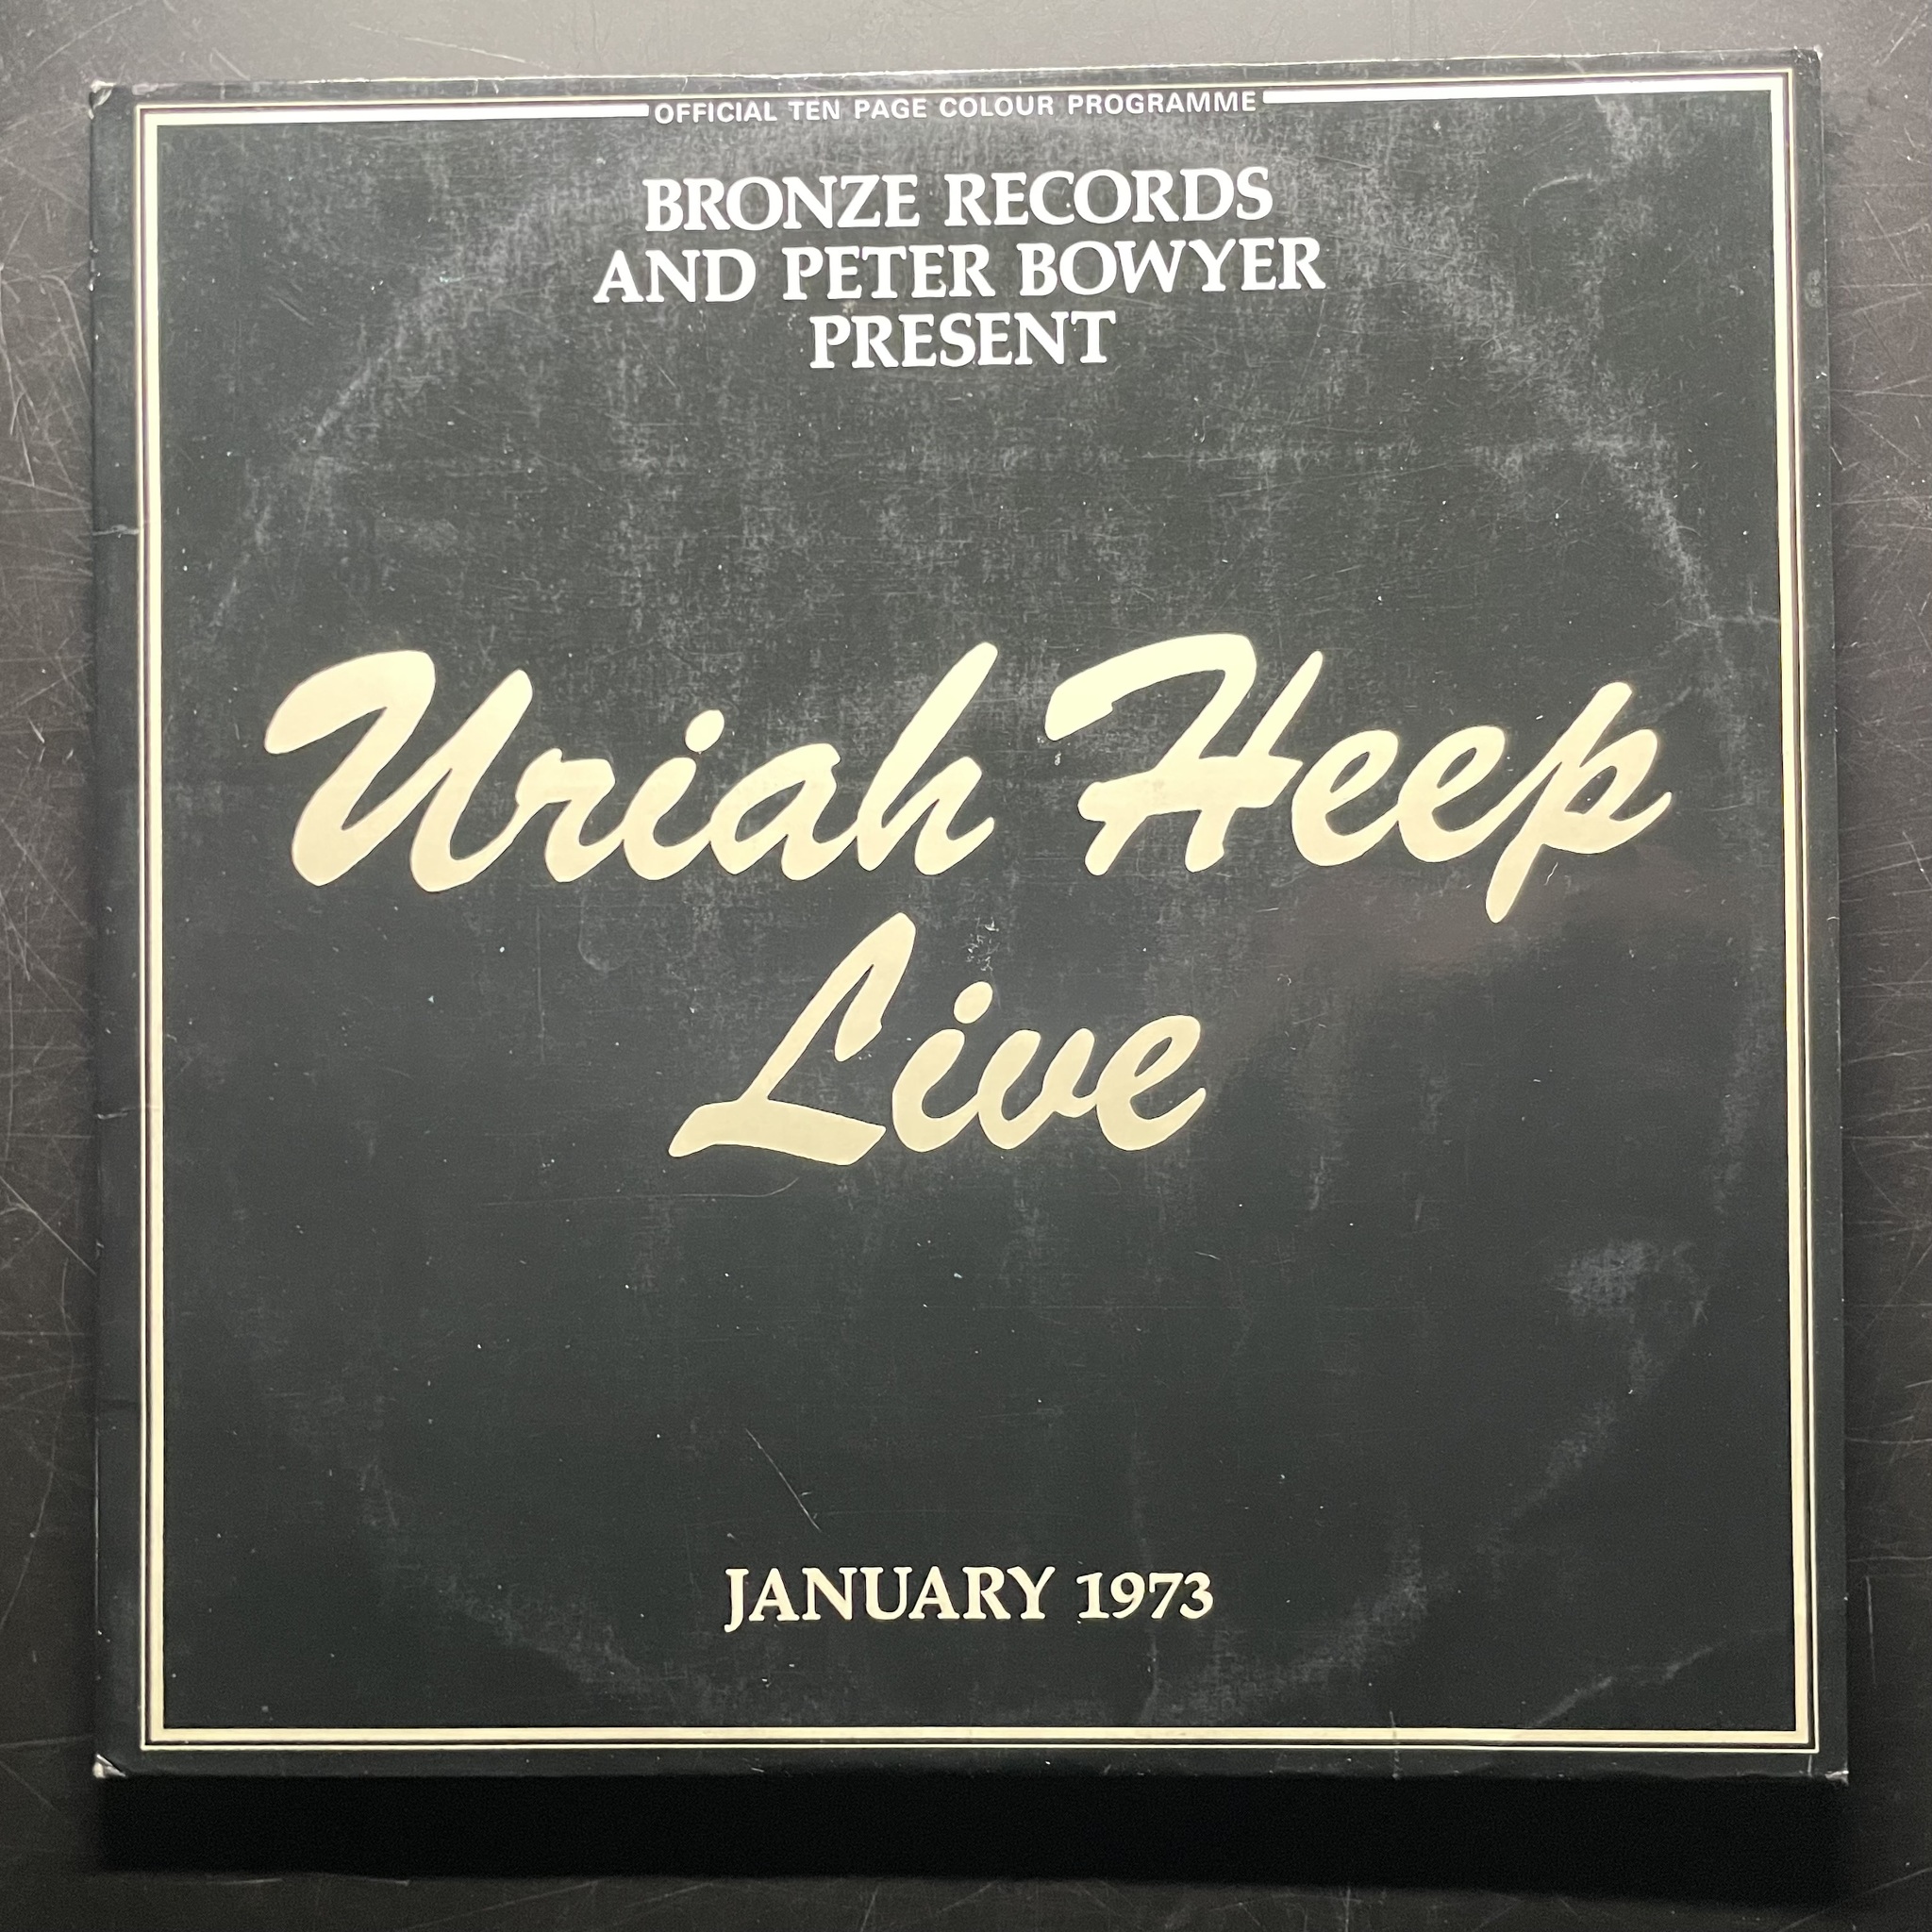 OFFICIAL TEN PAGE COLOUR PROGRAMME
BRONZE RECORDS
AND PETER BOWYER
PRESENT
Uriah Heep
Live
JANUARY 1973